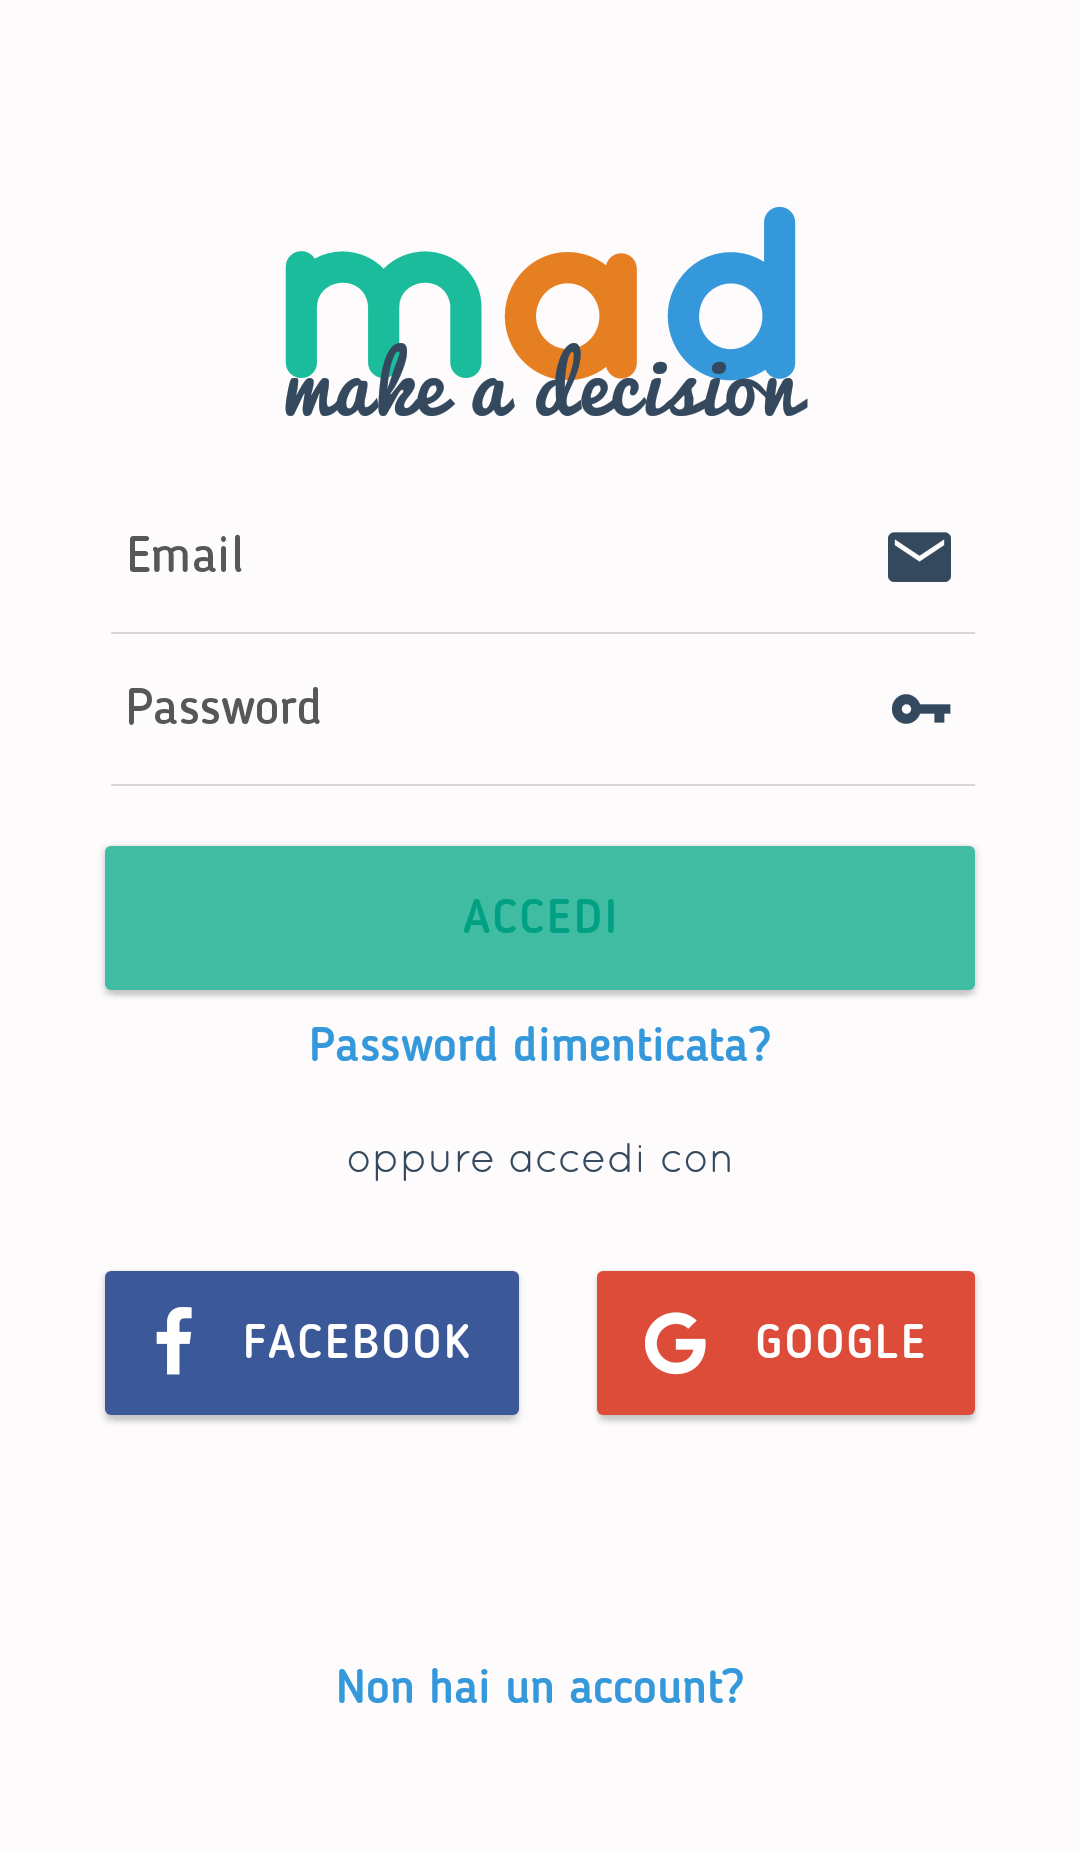 mad
make a decision
Email
Password
ACCEDI
Password dimenticata?
oppure accedi con
FACEBOOK
GOOGLE
Non hai un account?